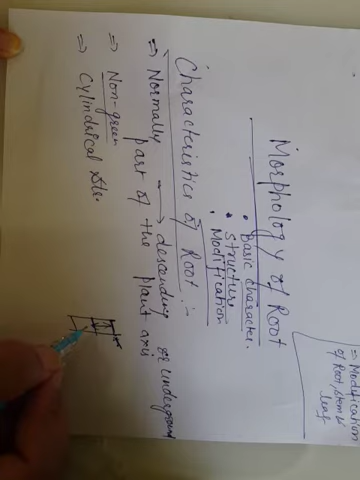 ⇒ Modification
of Root, stem &
leaf
Morphology of Root
• Basic character.
• Structure
• Modification
Characteristics of Root :-
⇒ Normally → descending or underground
part of the plant axis
⇒ Non-green
⇒ Cylindrical